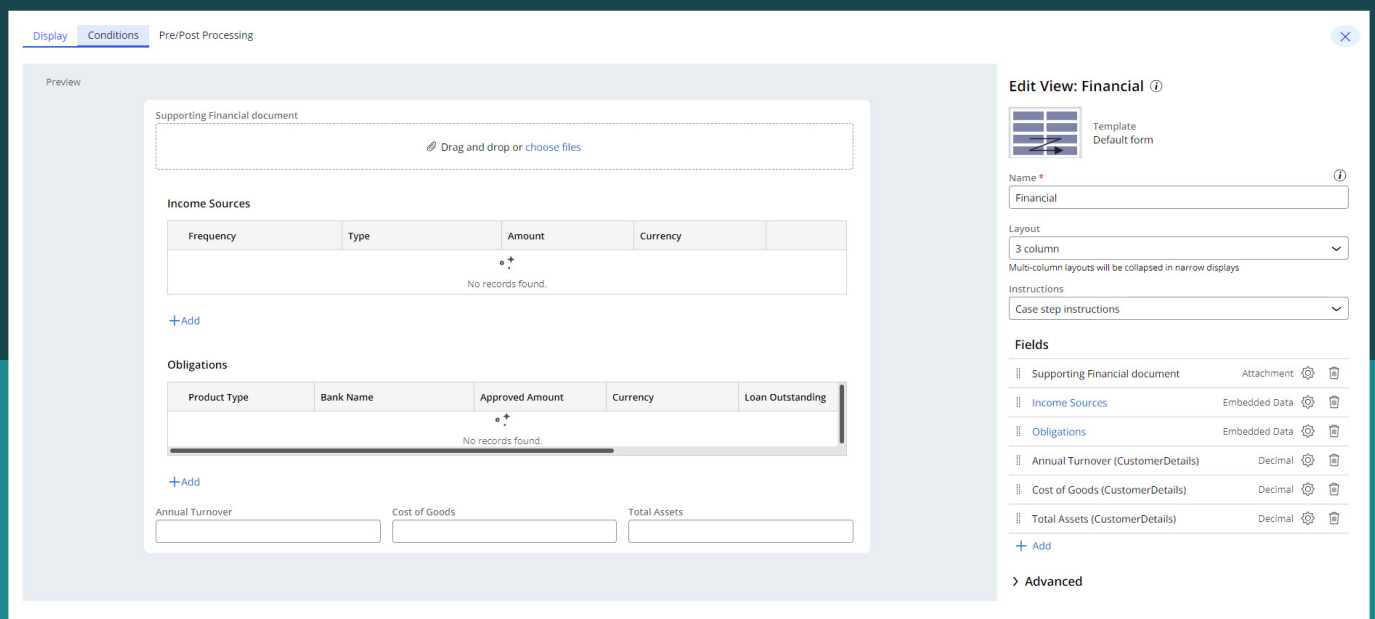 Display Conditions Pre/Post Processing
Preview
Supporting Financial document
Drag and drop or choose files
Income Sources
Frequency Type Amount Currency
No records found.
+Add
Obligations
Product Type Bank Name Approved Amount Currency Loan Outstanding
No records found.
+Add
Annual Turnover Cost of Goods Total Assets
Edit View: Financial
Template
Default form
Name *
Financial
Layout
3 column
Multi-column layouts will be collapsed in narrow displays
Instructions
Case step instructions
Fields
Supporting Financial document Attachment
Income Sources Embedded Data
Obligations Embedded Data
Annual Turnover (CustomerDetails) Decimal
Cost of Goods (CustomerDetails) Decimal
Total Assets (CustomerDetails) Decimal
+ Add
Advanced